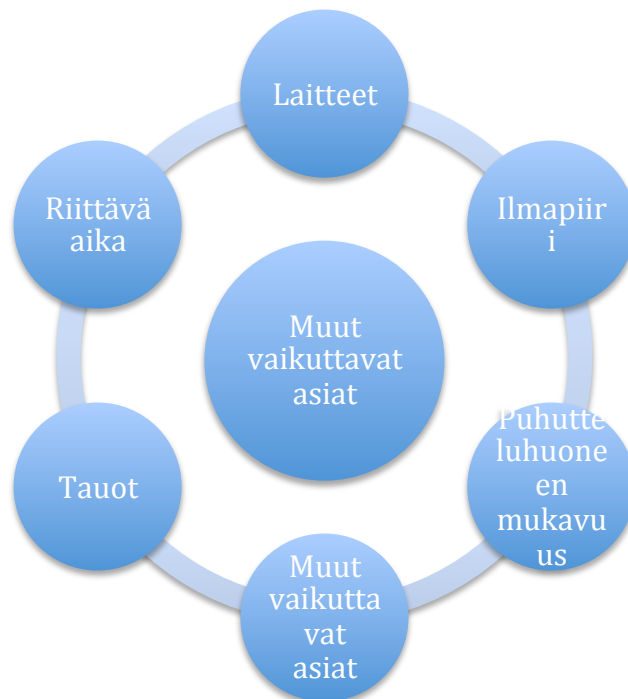 Laitteet
Riittävä
aika
Ilmapiir
i
Muut
vaikuttavat
asiat
Tauot
Puhutte
luhuone
en
mukavu
us
Muut
vaikutta
vat
asiat